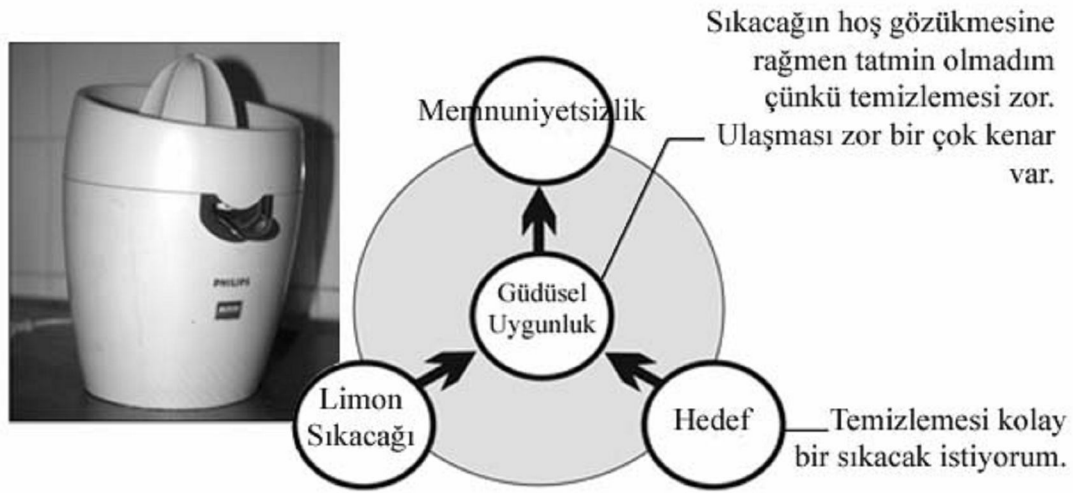 Sıkacağın hoş gözükmesine
rağmen tatmin olmadım
çünkü temizlemesi zor.
Ulaşması zor bir çok kenar
var.
Memnuniyetsizlik
Güdüsel
Uygunluk
PHILIPS
Limon
Sıkacağı
Hedef
Temizlemesi kolay
bir sıkacak istiyorum.